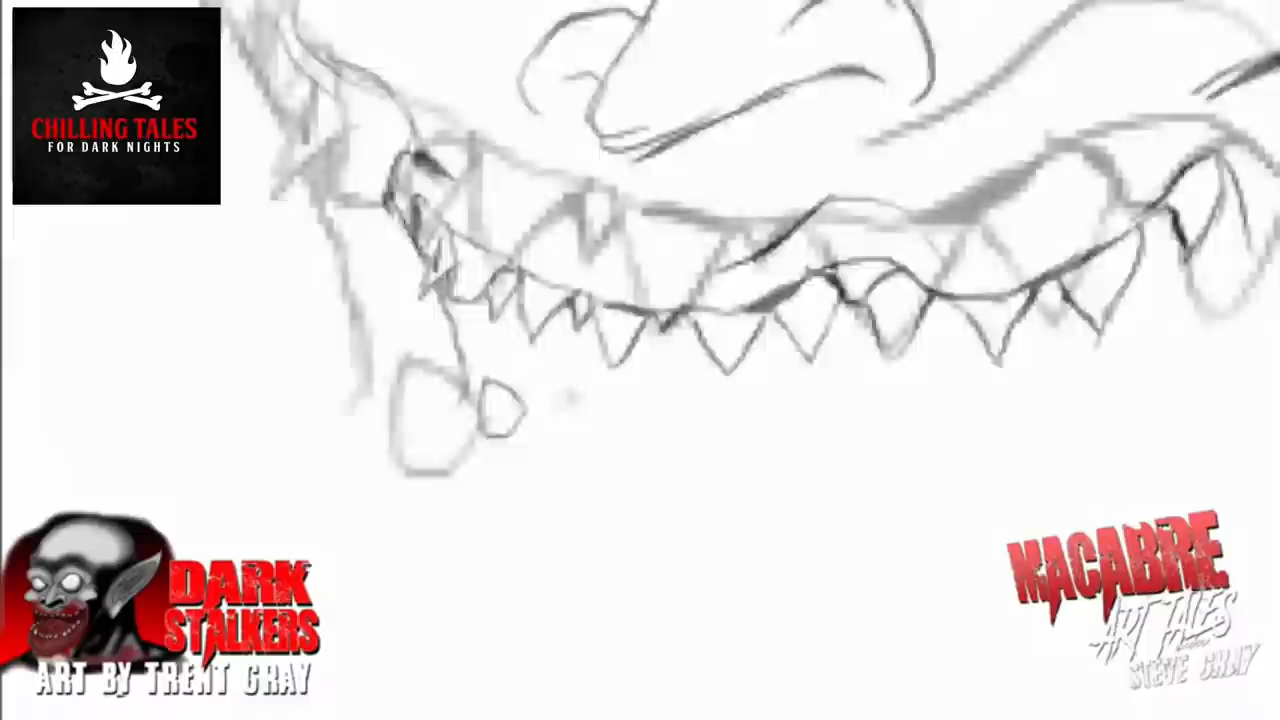 CHILLING TALES
FOR DARK NIGHTS
DARK
STALKERS
ART BY TRENT GRAY
MACABRE
ART TALES
STEVE GRAY